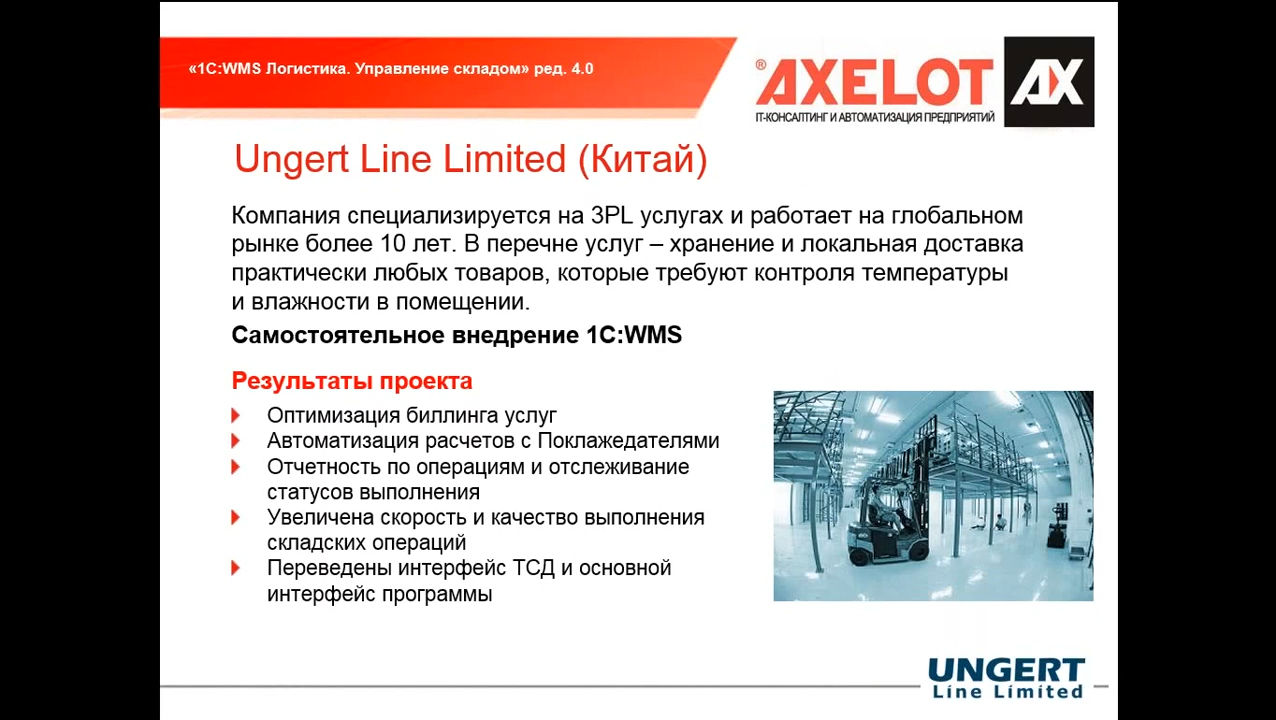 «1С:WMS Логистика. Управление складом» ред. 4.0
® AXELOT AX
IT-КОНСАЛТИНГ И АВТОМАТИЗАЦИЯ ПРЕДПРИЯТИЙ
Ungert Line Limited (Китай)
Компания специализируется на 3PL услугах и работает на глобальном
рынке более 10 лет. В перечне услуг – хранение и локальная доставка
практически любых товаров, которые требуют контроля температуры
и влажности в помещении.
Самостоятельное внедрение 1С:WMS
Результаты проекта
Оптимизация биллинга услуг
Автоматизация расчетов с Поклажедателями
Отчетность по операциям и отслеживание
статусов выполнения
Увеличена скорость и качество выполнения
складских операций
Переведены интерфейс ТСД и основной
интерфейс программы
UNGERT
Line Limited